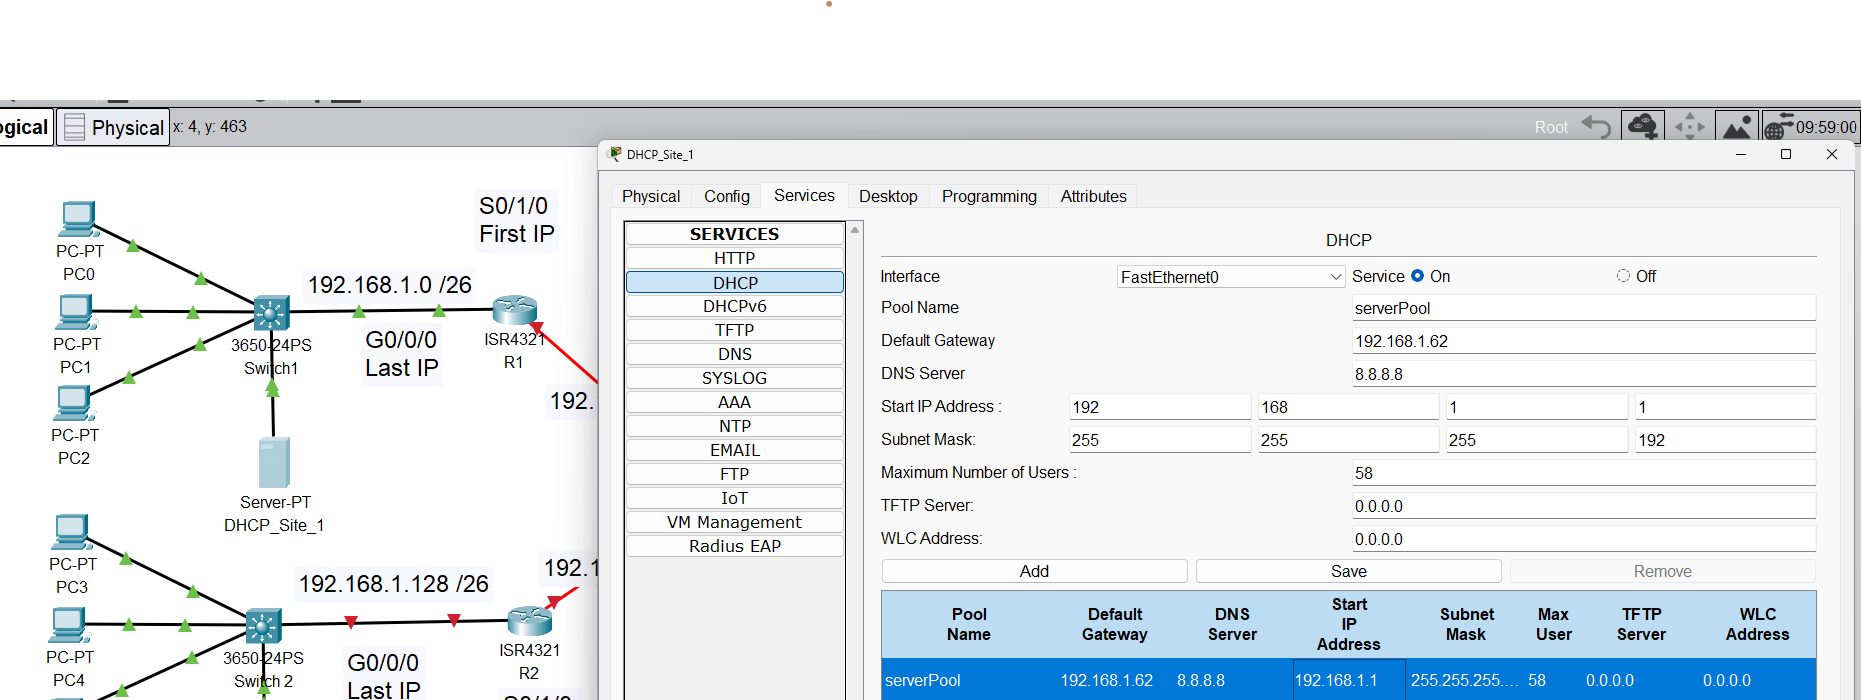 ogical
Physical
x: 4, y: 463
Root
09:59:00
PC-PT
PC0
PC-PT
PC1
PC-PT
PC2
3650-24PS
Switch1
192.168.1.0 /26
G0/0/0
Last IP
S0/1/0
First IP
ISR4321
R1
192.
Server-PT
DHCP_Site_1
PC-PT
PC3
PC-PT
PC4
3650-24PS
Switch 2
192.168.1.128 /26
G0/0/0
Last IP
192.1
ISR4321
R2
DHCP_Site_1
Physical Config Services Desktop Programming Attributes
SERVICES
HTTP
DHCP
DHCPv6
TFTP
DNS
SYSLOG
AAA
NTP
EMAIL
FTP
IoT
VM Management
Radius EAP
DHCP
Interface FastEthernet0 Service On Off
Pool Name serverPool
Default Gateway 192.168.1.62
DNS Server 8.8.8.8
Start IP Address : 192 168 1 1
Subnet Mask: 255 255 255 192
Maximum Number of Users : 58
TFTP Server: 0.0.0.0
WLC Address: 0.0.0.0
Add Save Remove
Pool Name
Default Gateway
DNS Server
Start IP Address
Subnet Mask
Max User
TFTP Server
WLC Address
serverPool 192.168.1.62 8.8.8.8 192.168.1.1 255.255.255.... 58 0.0.0.0 0.0.0.0